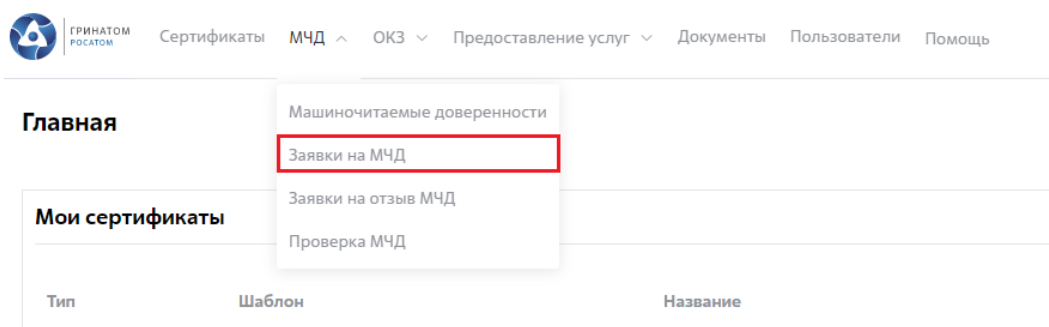 ГРИНАТОМ
РОСАТОМ
Сертификаты МЧД ОКЗ Предоставление услуг Документы Пользователи Помощь
Главная
Машиночитаемые доверенности
Заявки на МЧД
Заявки на отзыв МЧД
Проверка МЧД
Мои сертификаты
Тип Шаблон Название